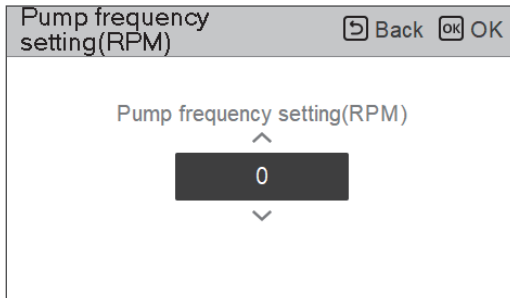 Pump frequency
setting(RPM)
Back OK OK
Pump frequency setting(RPM)
0